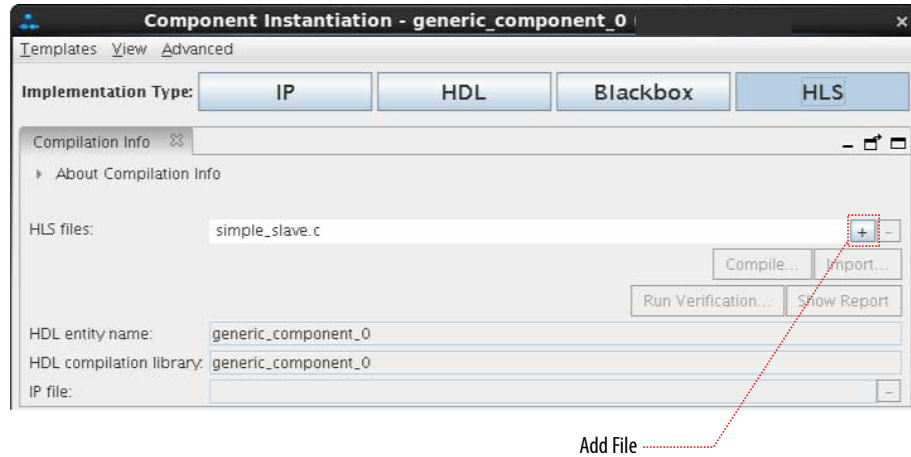 Component Instantiation - generic_component_0
Templates View Advanced
Implementation Type: IP HDL Blackbox HLS
Compilation Info
About Compilation Info
HLS files: simple_slave.c + -
Compile... Import...
Run Verification... Show Report
HDL entity name: generic_component_0
HDL compilation library: generic_component_0
IP file: -
Add File